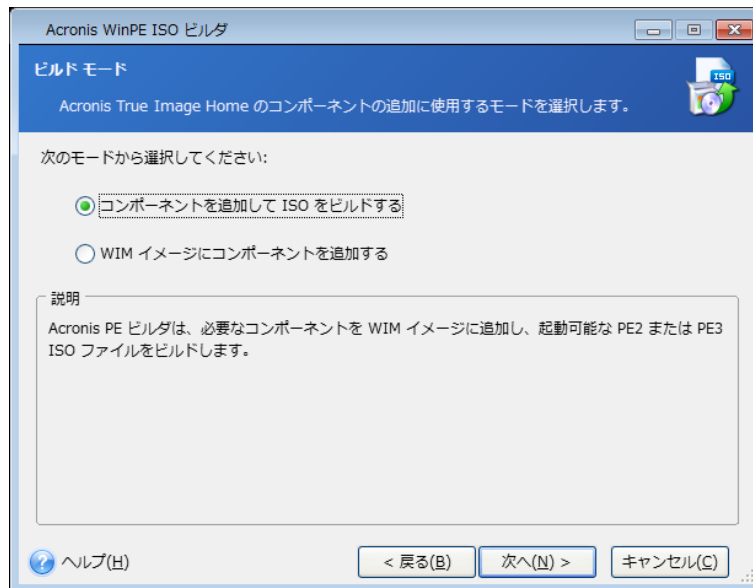 Acronis WinPE ISO ビルダ
ビルド モード
ISO
Acronis True Image Home のコンポーネントの追加に使用するモードを選択します。
次のモードから選択してください:
コンポーネントを追加して ISO をビルドする
WIM イメージにコンポーネントを追加する
説明
Acronis PE ビルダは、必要なコンポーネントを WIM イメージに追加し、起動可能な PE2 または PE3
ISO ファイルをビルドします。
? ヘルプ(H)
< 戻る(B)
次へ(N) >
キャンセル(C)